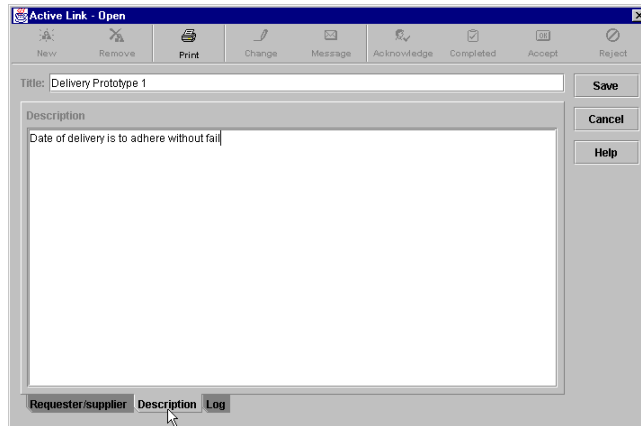 Active Link - Open
New Remove Print Change Message Acknowledge Completed Accept Reject
Title: Delivery Prototype 1
Save
Description
Cancel
Date of delivery is to adhere without fail
Help
Requester/supplier Description Log